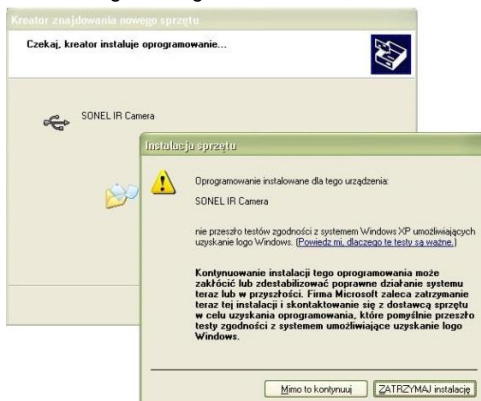 Kreator znajdowania nowego sprzętu
Czekaj, kreator instaluje oprogramowanie...
SONEL IR Camera
Instalacja sprzętu
Oprogramowanie instalowane dla tego urządzenia:
SONEL IR Camera
nie przeszło testów zgodności z systemem Windows XP umożliwiających
uzyskanie logo Windows. (Powiedz mi, dlaczego te testy są ważne.)
Kontynuowanie instalacji tego oprogramowania może
zakłócić lub zdestabilizować poprawne działanie systemu
teraz lub w przyszłości. Firma Microsoft zaleca zatrzymanie
teraz tej instalacji i skontaktowanie się z dostawcą sprzętu
w celu uzyskania oprogramowania, które pomyślnie przeszło
testy zgodności z systemem umożliwiające uzyskanie logo
Windows.
Mimo to kontynuuj ZATRZYMAJ instalację